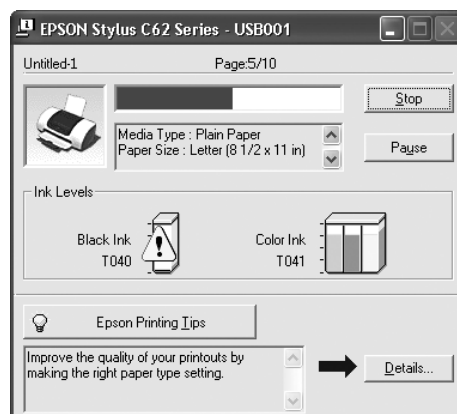 EPSON Stylus C62 Series - USB001
Untitled-1 Page:5/10
Stop
Media Type : Plain Paper
Paper Size : Letter (8 1/2 x 11 in)
Pause
Ink Levels
Black Ink
T040
Color Ink
T041
Epson Printing Tips
Improve the quality of your printouts by
making the right paper type setting.
Details...